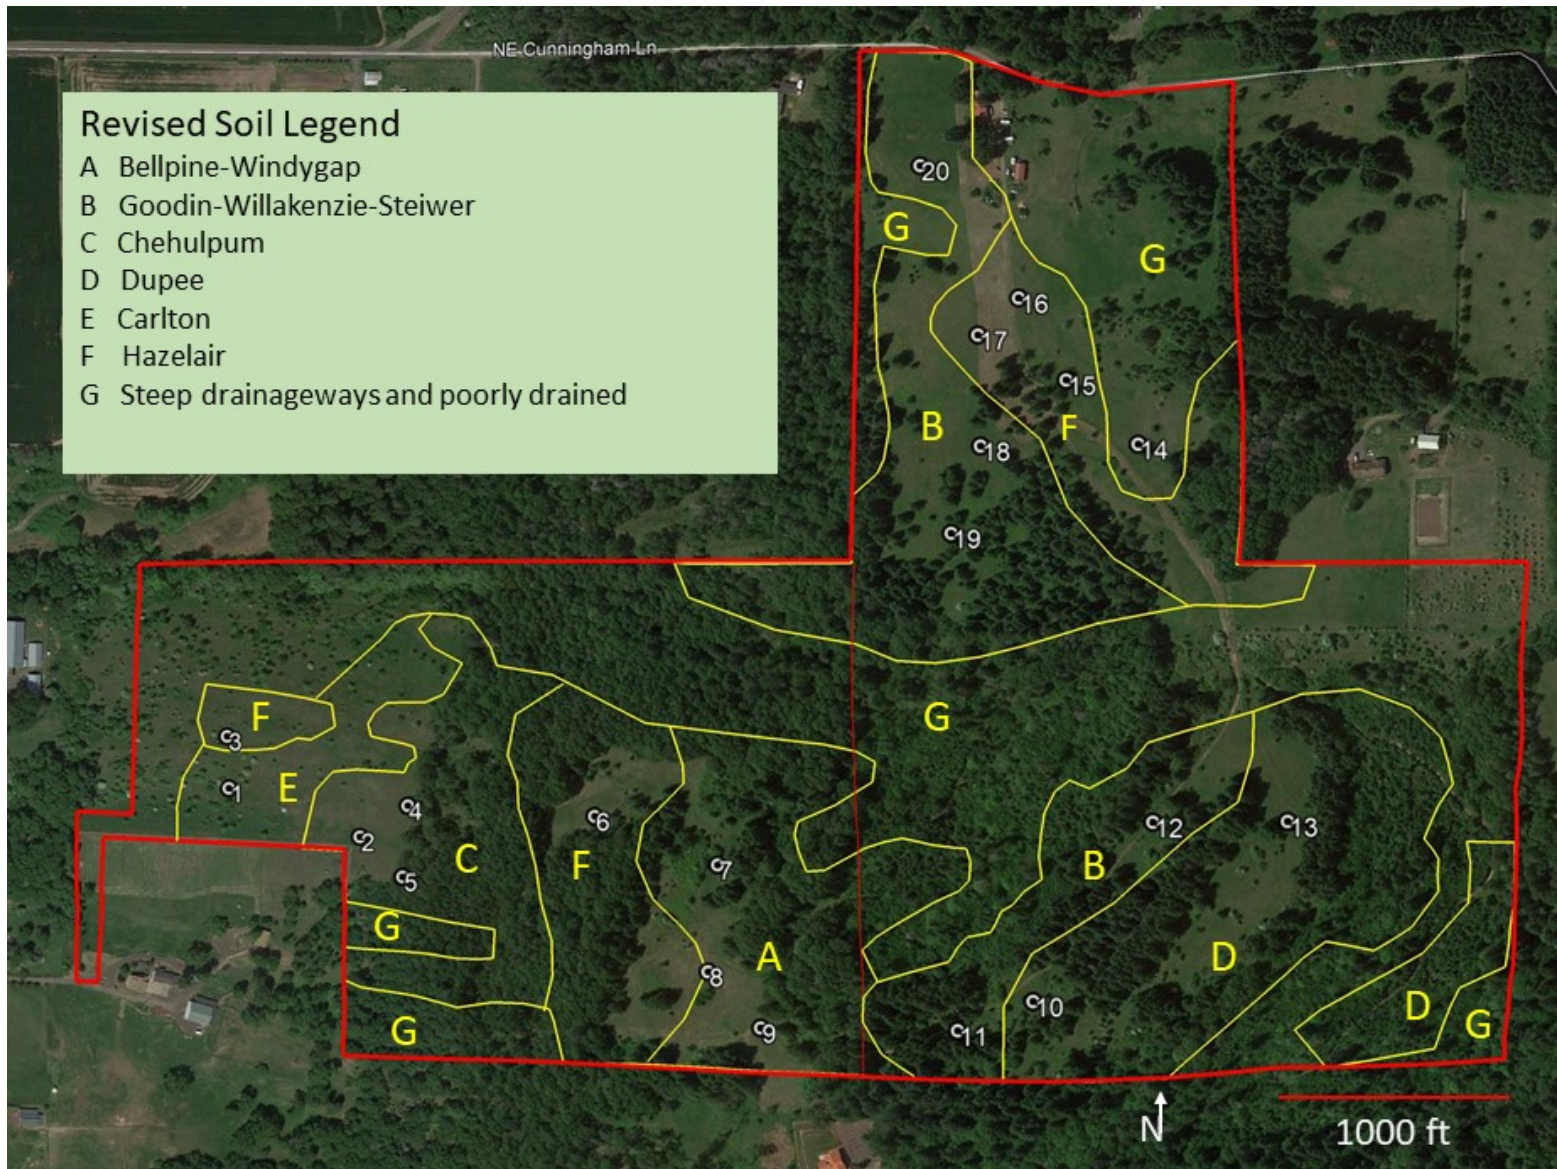 NE Cunningham Ln
Revised Soil Legend
A Bellpine-Windygap
B Goodin-Willakenzie-Steiwer
C Chehulpum
D Dupee
E Carlton
F Hazelair
G Steep drainageways and poorly drained
20
G
G
16
17
15
B
F
14
18
19
F
3
G
1
E
4
6
12
13
2
C
F
7
B
5
G
A
D
8
10
D
G
G
9
11
N
1000 ft